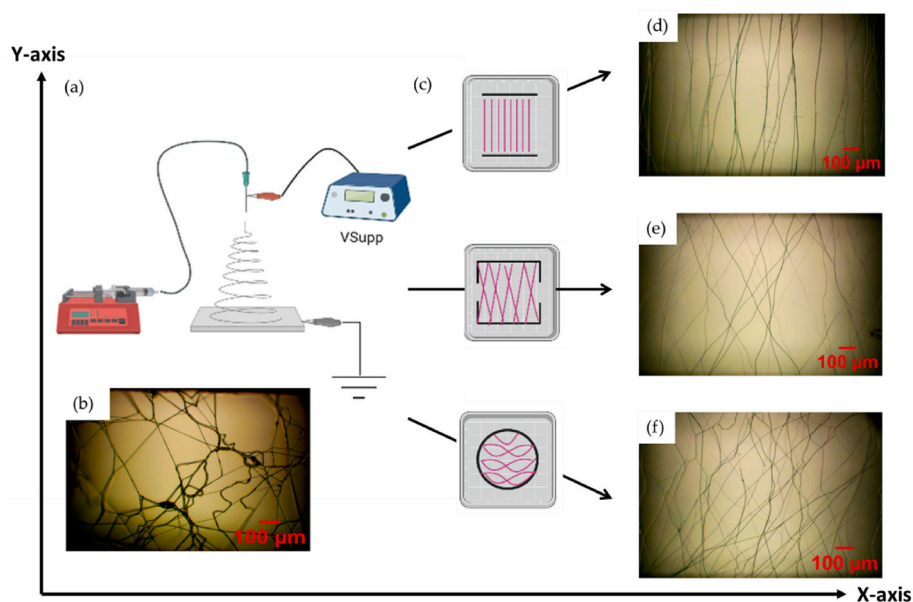 Y-axis
(a)
VSupp
(b)
100 μm
(c)
(d)
100 μm
(e)
100 μm
(f)
100 μm
X-axis